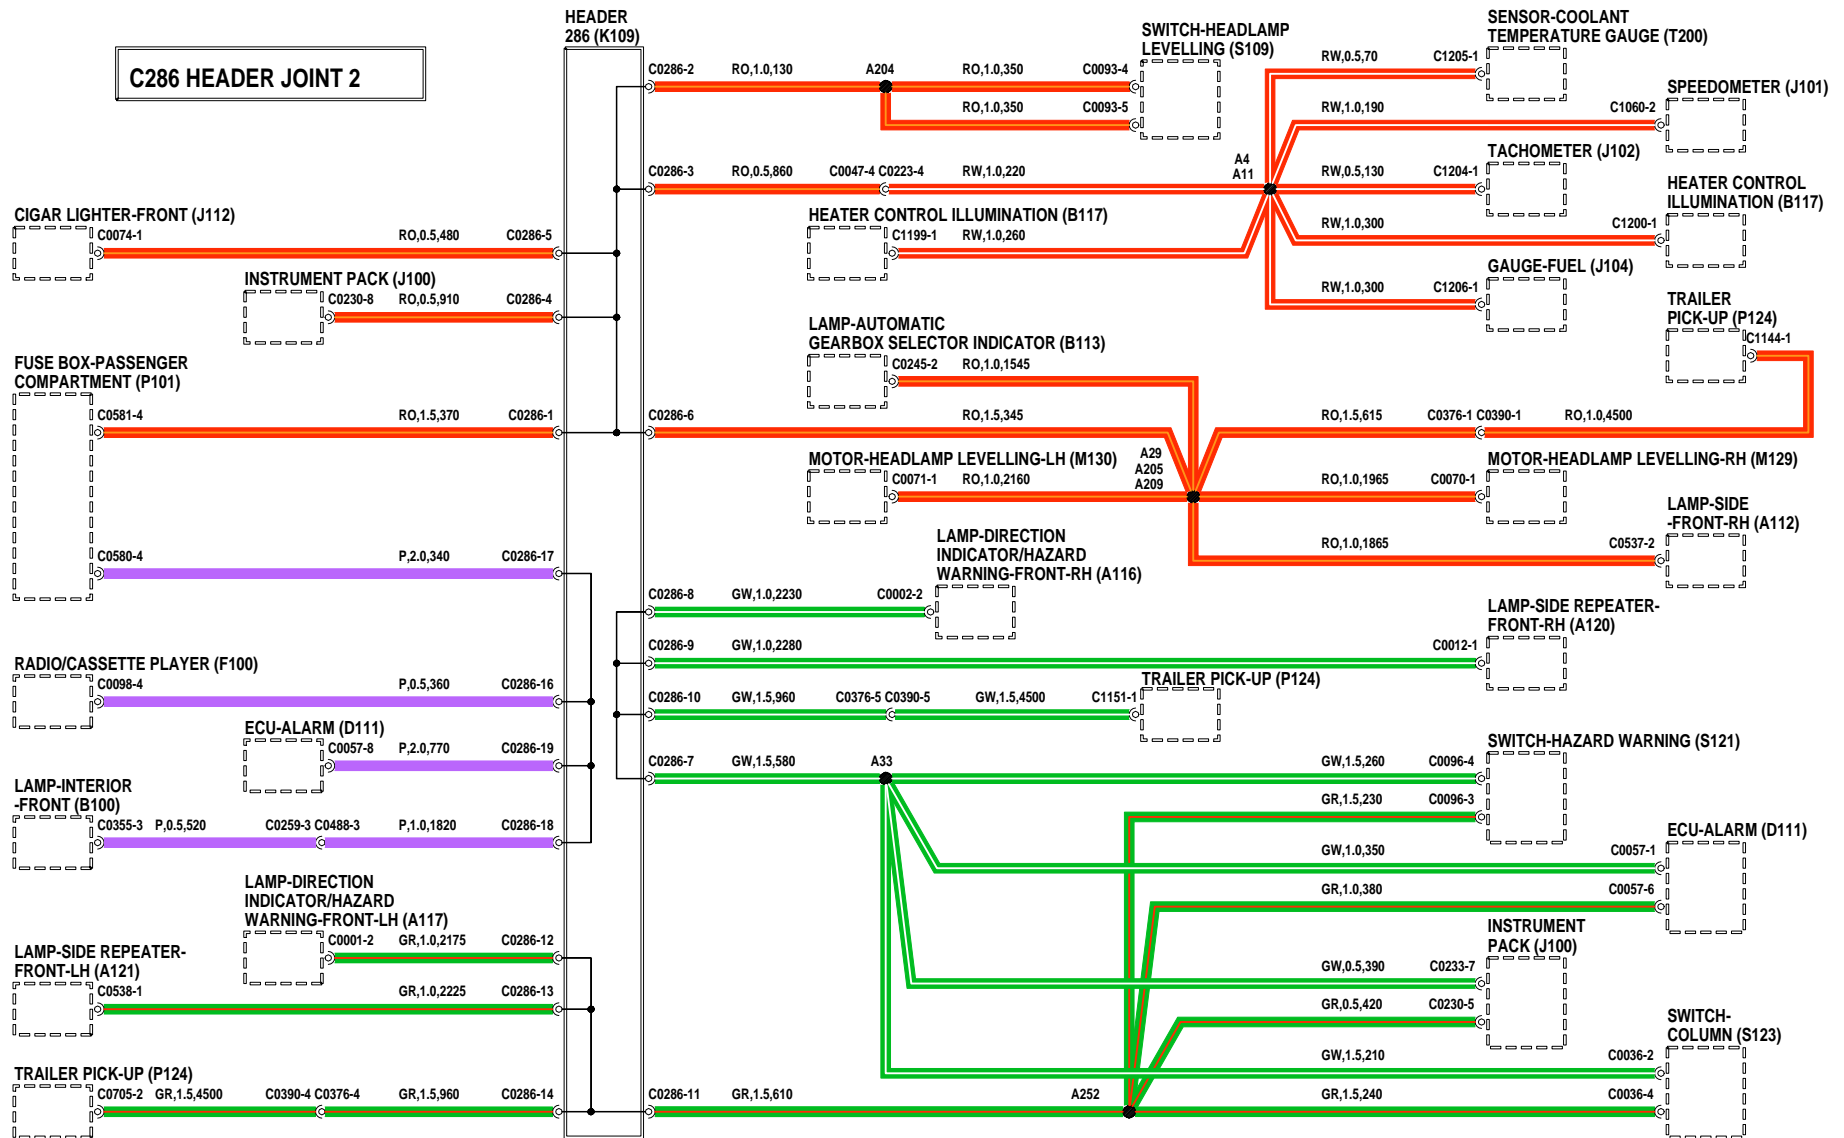 HEADER
286 (K109)
C286 HEADER JOINT 2
C0286-2 RO,1.0,130 A204 RO,1.0,350 C0093-4
SWITCH-HEADLAMP
LEVELLING (S109)
RO,1.0,350 C0093-5
SENSOR-COOLANT
TEMPERATURE GAUGE (T200)
RW,0.5,70 C1205-1
SPEEDOMETER (J101)
RW,1.0,190 C1060-2
TACHOMETER (J102)
C0286-3 RO,0.5,860 C0047-4 C0223-4 RW,1.0,220 A4
A11
RW,0.5,130 C1204-1
HEATER CONTROL
ILLUMINATION (B117)
RW,1.0,300 C1200-1
HEATER CONTROL ILLUMINATION (B117)
C1199-1 RW,1.0,260
GAUGE-FUEL (J104)
RW,1.0,300 C1206-1
CIGAR LIGHTER-FRONT (J112)
C0074-1 RO,0.5,480 C0286-5
INSTRUMENT PACK (J100)
C0230-8 RO,0.5,910 C0286-4
TRAILER
PICK-UP (P124)
C1144-1
LAMP-AUTOMATIC
GEARBOX SELECTOR INDICATOR (B113)
C0245-2 RO,1.0,1545
FUSE BOX-PASSENGER
COMPARTMENT (P101)
C0581-4 RO,1.5,370 C0286-1
C0286-6 RO,1.5,345
RO,1.5,615 C0376-1 C0390-1 RO,1.0,4500
A29
A205
A209
MOTOR-HEADLAMP LEVELLING-LH (M130)
C0071-1 RO,1.0,2160
MOTOR-HEADLAMP LEVELLING-RH (M129)
RO,1.0,1965 C0070-1
LAMP-SIDE
-FRONT-RH (A112)
RO,1.0,1865 C0537-2
C0580-4 P,2.0,340 C0286-17
LAMP-DIRECTION
INDICATOR/HAZARD
WARNING-FRONT-RH (A116)
C0286-8 GW,1.0,2230 C0002-2
LAMP-SIDE REPEATER-
FRONT-RH (A120)
C0286-9 GW,1.0,2280 C0012-1
RADIO/CASSETTE PLAYER (F100)
C0098-4 P,0.5,360 C0286-16
TRAILER PICK-UP (P124)
C0286-10 GW,1.5,960 C0376-5 C0390-5 GW,1.5,4500 C1151-1
ECU-ALARM (D111)
C0057-8 P,2.0,770 C0286-19
SWITCH-HAZARD WARNING (S121)
C0286-7 GW,1.5,580 A33 GW,1.5,260 C0096-4
GR,1.5,230 C0096-3
LAMP-INTERIOR
-FRONT (B100)
C0355-3 P,0.5,520 C0259-3 C0488-3 P,1.0,1820 C0286-18
ECU-ALARM (D111)
GW,1.0,350 C0057-1
GR,1.0,380 C0057-6
LAMP-DIRECTION
INDICATOR/HAZARD
WARNING-FRONT-LH (A117)
C0001-2 GR,1.0,2175 C0286-12
INSTRUMENT
PACK (J100)
GW,0.5,390 C0233-7
GR,0.5,420 C0230-5
LAMP-SIDE REPEATER-
FRONT-LH (A121)
C0538-1 GR,1.0,2225 C0286-13
SWITCH-
COLUMN (S123)
GW,1.5,210 C0036-2
TRAILER PICK-UP (P124)
C0705-2 GR,1.5,4500 C0390-4 C0376-4 GR,1.5,960 C0286-14
C0286-11 GR,1.5,610 A252 GR,1.5,240 C0036-4